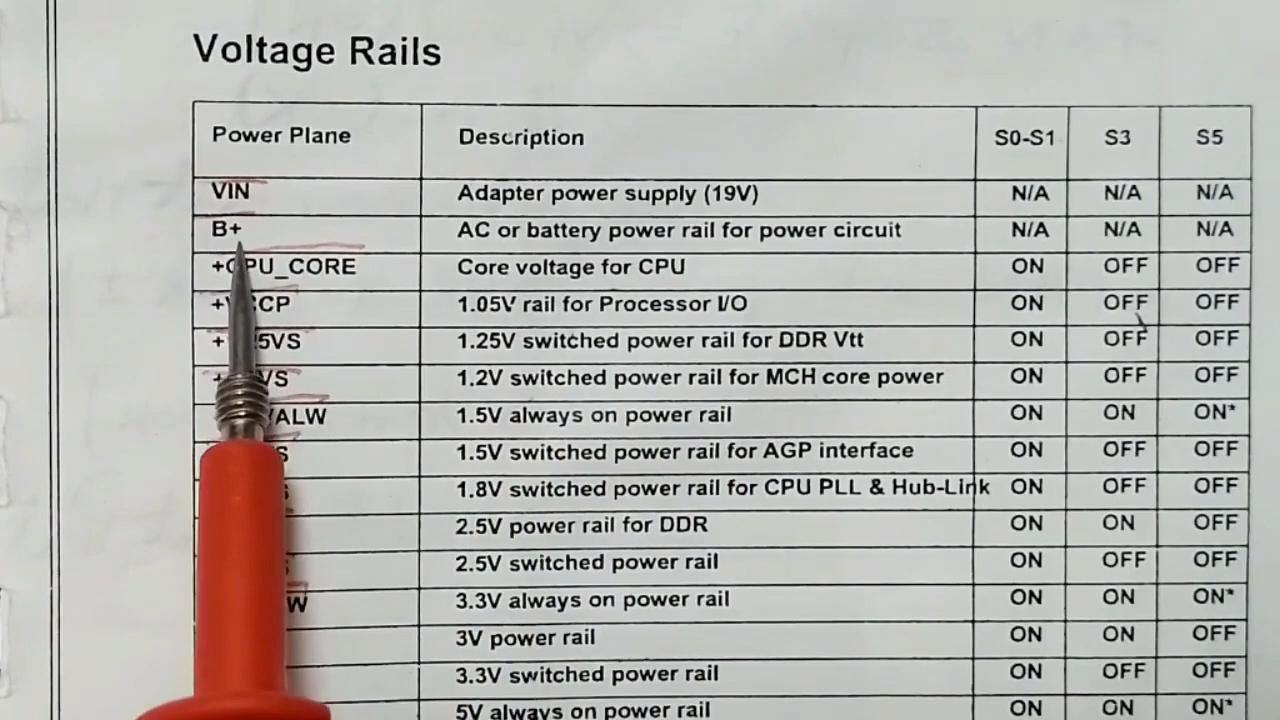 Voltage Rails
Power Plane Description S0-S1 S3 S5
VIN Adapter power supply (19V) N/A N/A N/A
B+ AC or battery power rail for power circuit N/A N/A N/A
+CPU_CORE Core voltage for CPU ON OFF OFF
1.05V rail for Processor I/O ON OFF OFF
1.25V switched power rail for DDR Vtt ON OFF OFF
1.2V switched power rail for MCH core power ON OFF OFF
1.5V always on power rail ON ON ON*
1.5V switched power rail for AGP interface ON OFF OFF
1.8V switched power rail for CPU PLL & Hub-Link ON OFF OFF
2.5V power rail for DDR ON ON OFF
2.5V switched power rail ON OFF OFF
3.3V always on power rail ON ON ON*
3V power rail ON ON OFF
3.3V switched power rail ON OFF OFF
5V always on power rail ON ON ON*